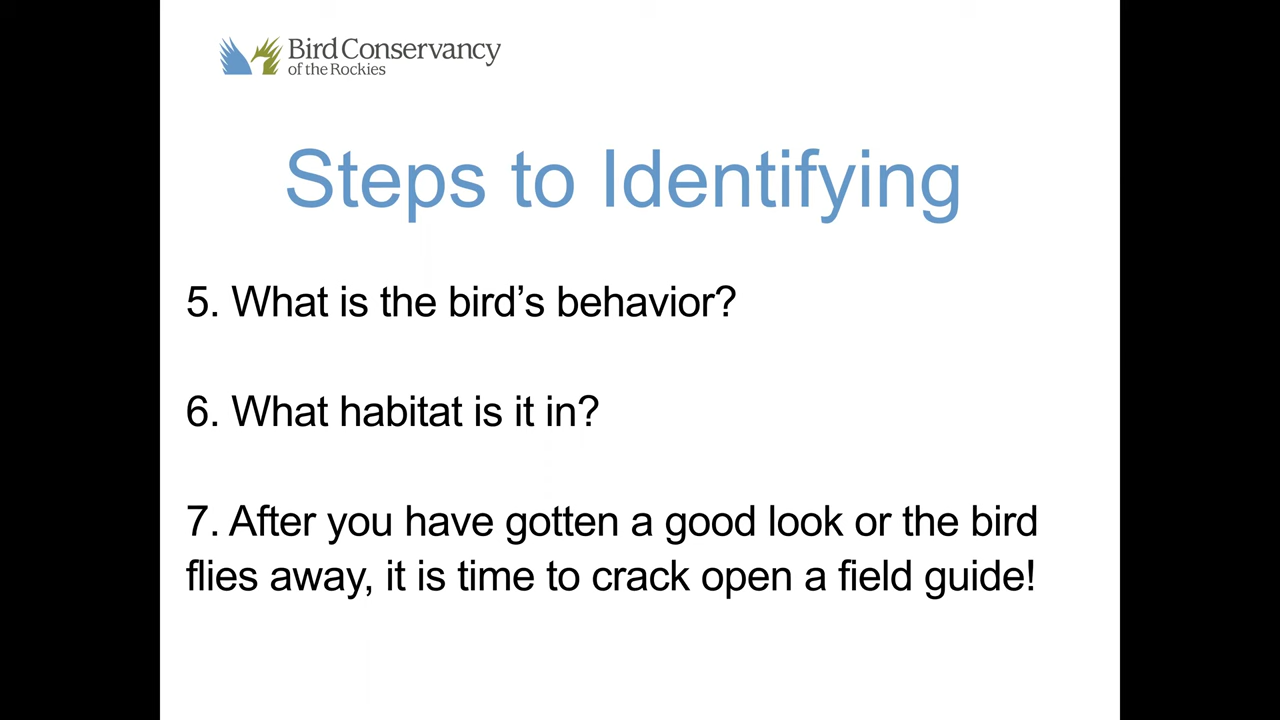 Bird Conservancy
of the Rockies
Steps to Identifying
5. What is the bird’s behavior?
6. What habitat is it in?
7. After you have gotten a good look or the bird
flies away, it is time to crack open a field guide!